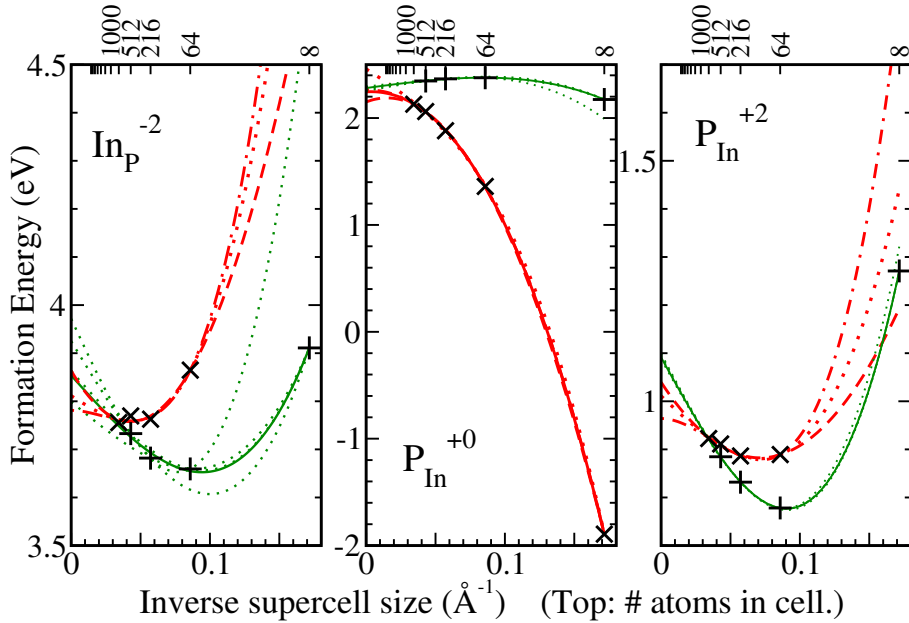 1000 512 216 64 8
1000 512 216 64 8
1000 512 216 64 8
Formation Energy (eV)
4.5
4
3.5
In_P^-2
0 0.1
2
1
0
-1
-2
P_In^+0
0 0.1
1.5
1
P_In^+2
0 0.1
Inverse supercell size (Å^-1) (Top: # atoms in cell.)